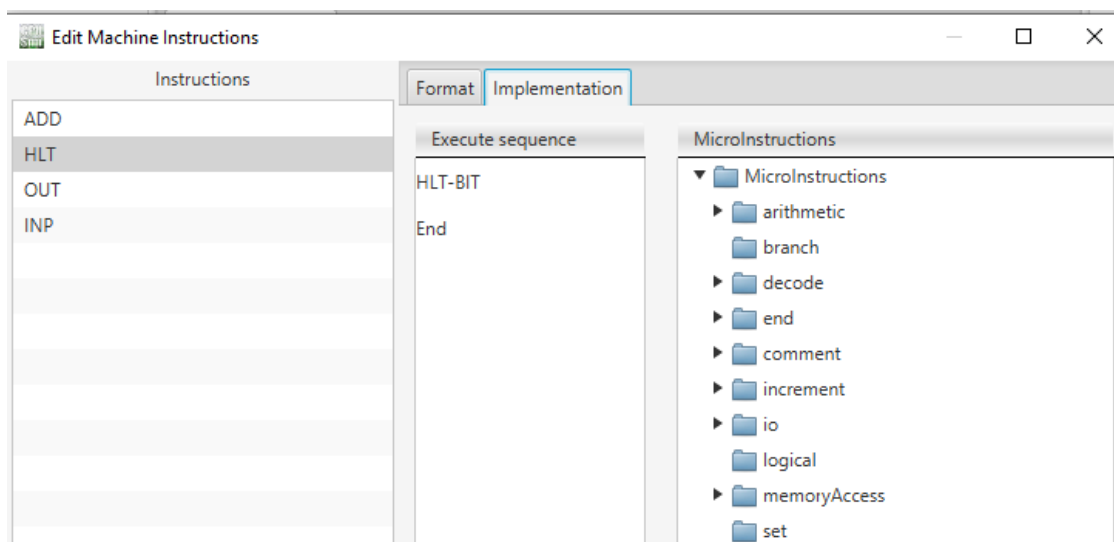 Edit Machine Instructions
Instructions
Format Implementation
ADD
HLT
OUT
INP
Execute sequence
HLT-BIT
End
MicroInstructions
MicroInstructions
arithmetic
branch
decode
end
comment
increment
io
logical
memoryAccess
set